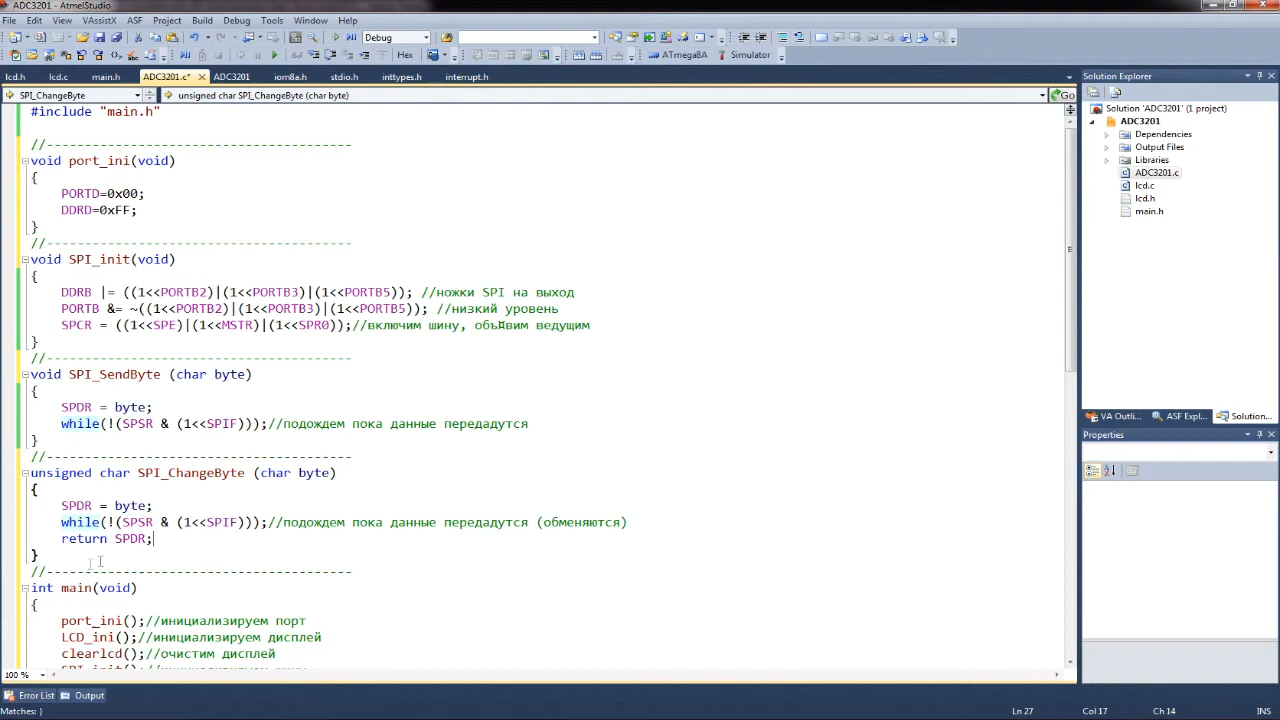 ADC3201 - AtmelStudio
File Edit View VAssistX ASF Project Build Debug Tools Window Help
Debug
Hex ATmega8A Simulator
lcd.h lcd.c main.h ADC3201.c* ADC3201 iom8a.h stdio.h inttypes.h interrupt.h
SPI_ChangeByte unsigned char SPI_ChangeByte (char byte) Go
#include "main.h"
//----------------------------------------
void port_ini(void)
{
PORTD=0x00;
DDRD=0xFF;
}
//----------------------------------------
void SPI_init(void)
{
DDRB |= ((1<<PORTB2)|(1<<PORTB3)|(1<<PORTB5)); //ножки SPI на выход
PORTB &= ~((1<<PORTB2)|(1<<PORTB3)|(1<<PORTB5)); //низкий уровень
SPCR = ((1<<SPE)|(1<<MSTR)|(1<<SPR0));//включим шину, объявим ведущим
}
//----------------------------------------
void SPI_SendByte (char byte)
{
SPDR = byte;
while(!(SPSR & (1<<SPIF)));//подождем пока данные передадутся
}
//----------------------------------------
unsigned char SPI_ChangeByte (char byte)
{
SPDR = byte;
while(!(SPSR & (1<<SPIF)));//подождем пока данные передадутся (обменяются)
return SPDR;
}
//----------------------------------------
int main(void)
{
port_ini();//инициализируем порт
LCD_ini();//инициализируем дисплей
clearlcd();//очистим дисплей
100 %
Error List Output
Matches: } Ln 27 Col 17 Ch 14 INS
Solution Explorer
Solution 'ADC3201' (1 project)
ADC3201
Dependencies
Output Files
Libraries
ADC3201.c
lcd.c
lcd.h
main.h
VA Outli... ASF Expl... Solution...
Properties